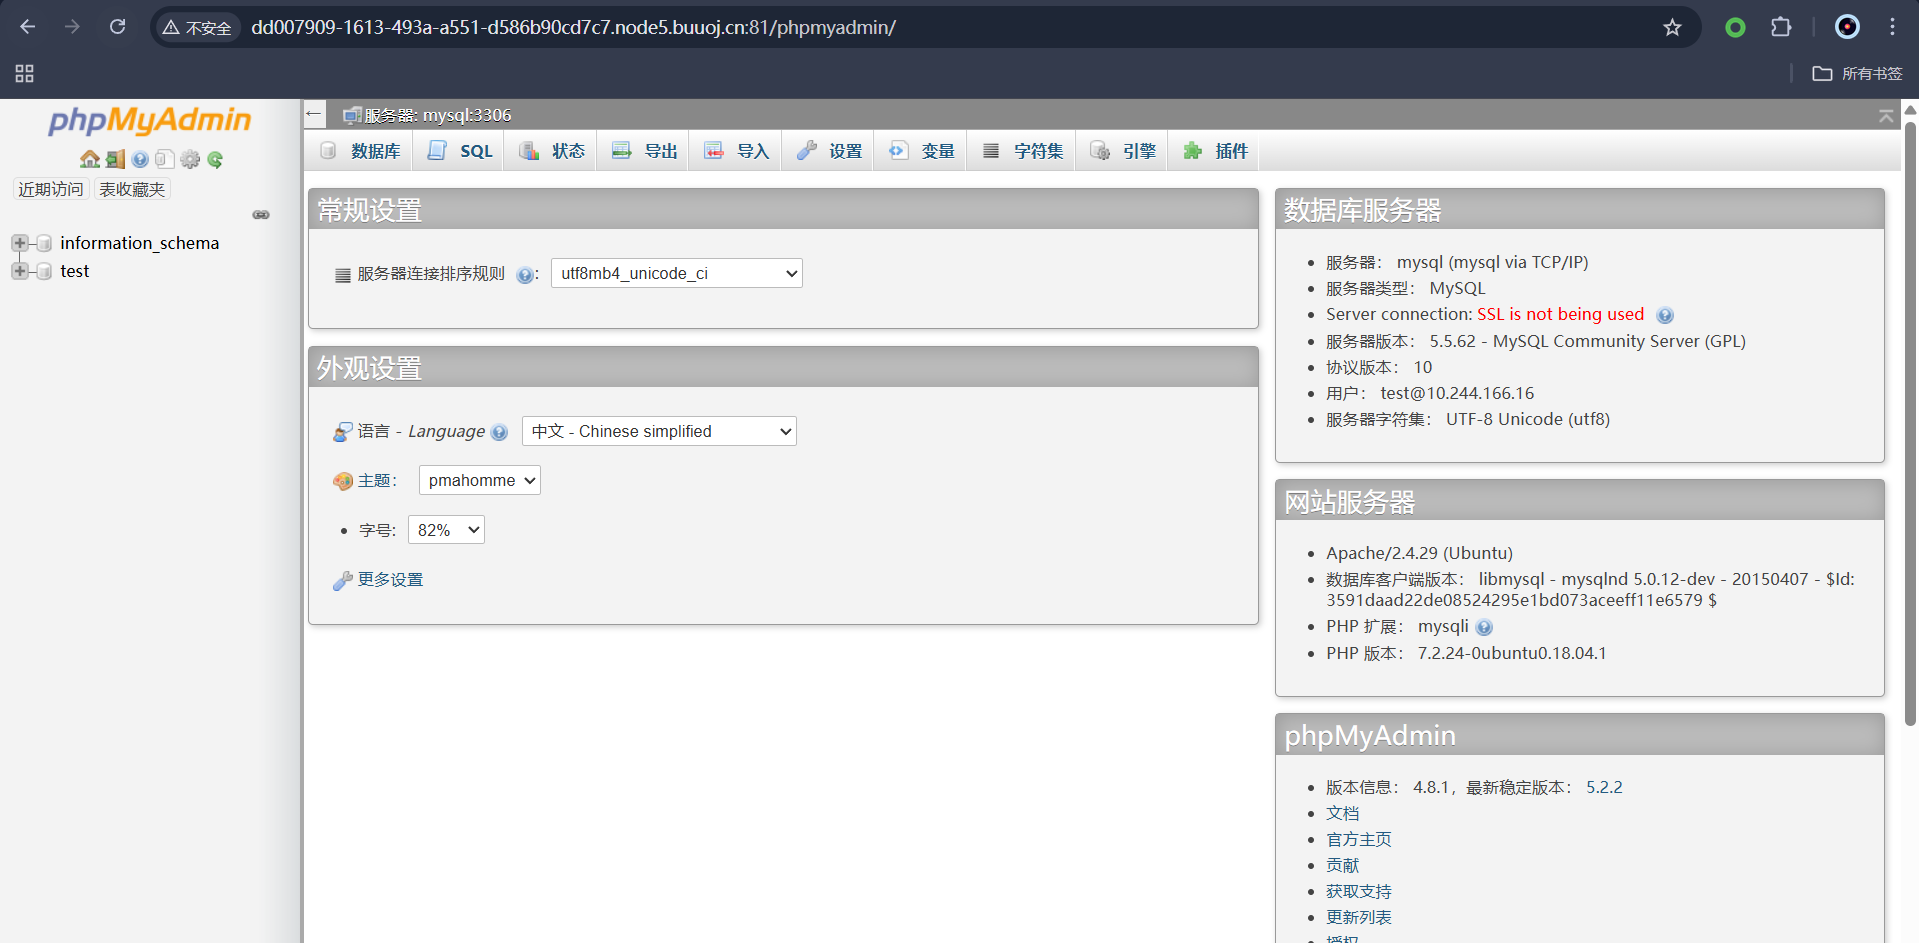 不安全 dd007909-1613-493a-a551-d586b90cd7c7.node5.buuoj.cn:81/phpmyadmin/
所有书签
phpMyAdmin
近期访问 表收藏夹
information_schema
test
← 服务器: mysql:3306
数据库 SQL 状态 导出 导入 设置 变量 字符集 引擎 插件
常规设置
服务器连接排序规则 : utf8mb4_unicode_ci
外观设置
语言 - Language 中文 - Chinese simplified
主题： pmahomme
字号: 82%
更多设置
数据库服务器
服务器： mysql (mysql via TCP/IP)
服务器类型： MySQL
Server connection: SSL is not being used
服务器版本： 5.5.62 - MySQL Community Server (GPL)
协议版本： 10
用户： test@10.244.166.16
服务器字符集： UTF-8 Unicode (utf8)
网站服务器
Apache/2.4.29 (Ubuntu)
数据库客户端版本： libmysql - mysqlnd 5.0.12-dev - 20150407 - $Id:
3591daad22de08524295e1bd073aceeff11e6579 $
PHP 扩展： mysqli
PHP 版本： 7.2.24-0ubuntu0.18.04.1
phpMyAdmin
版本信息： 4.8.1，最新稳定版本： 5.2.2
文档
官方主页
贡献
获取支持
更新列表
授权